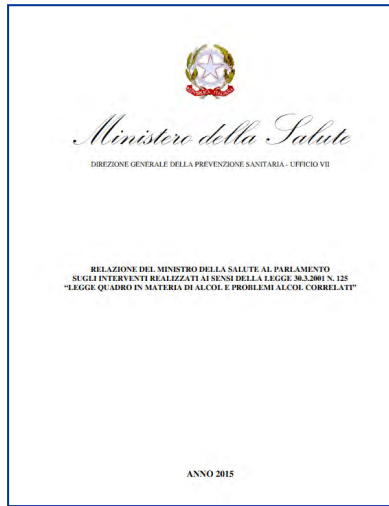 Ministero della Salute
DIREZIONE GENERALE DELLA PREVENZIONE SANITARIA - UFFICIO VII
RELAZIONE DEL MINISTRO DELLA SALUTE AL PARLAMENTO
SUGLI INTERVENTI REALIZZATI AI SENSI DELLA LEGGE 30.3.2001 N. 125
“LEGGE QUADRO IN MATERIA DI ALCOL E PROBLEMI ALCOL CORRELATI”
ANNO 2015